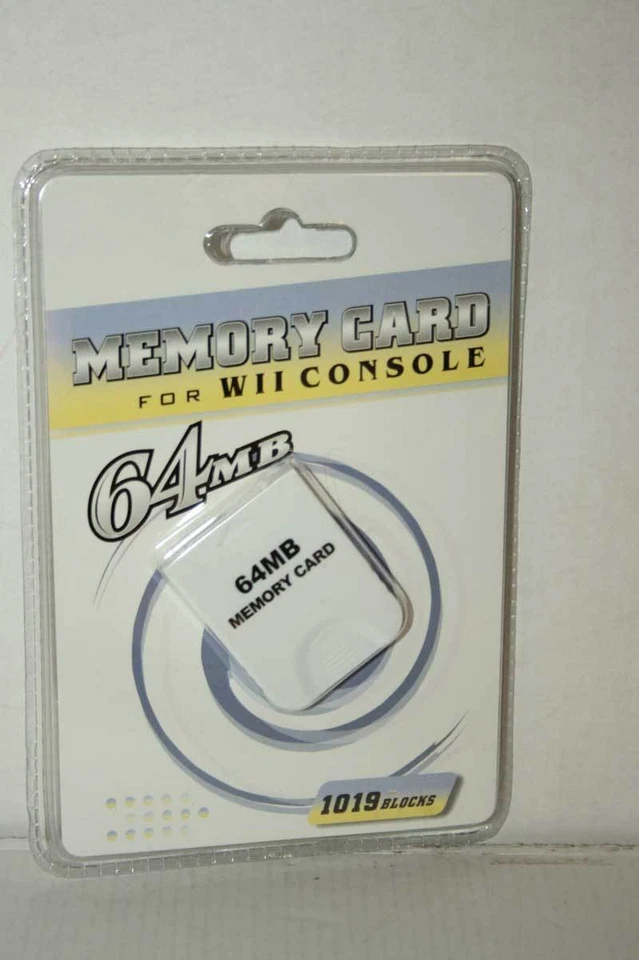 MEMORY CARD
FOR WII CONSOLE
64MB
64MB
MEMORY CARD
1019 BLOCKS